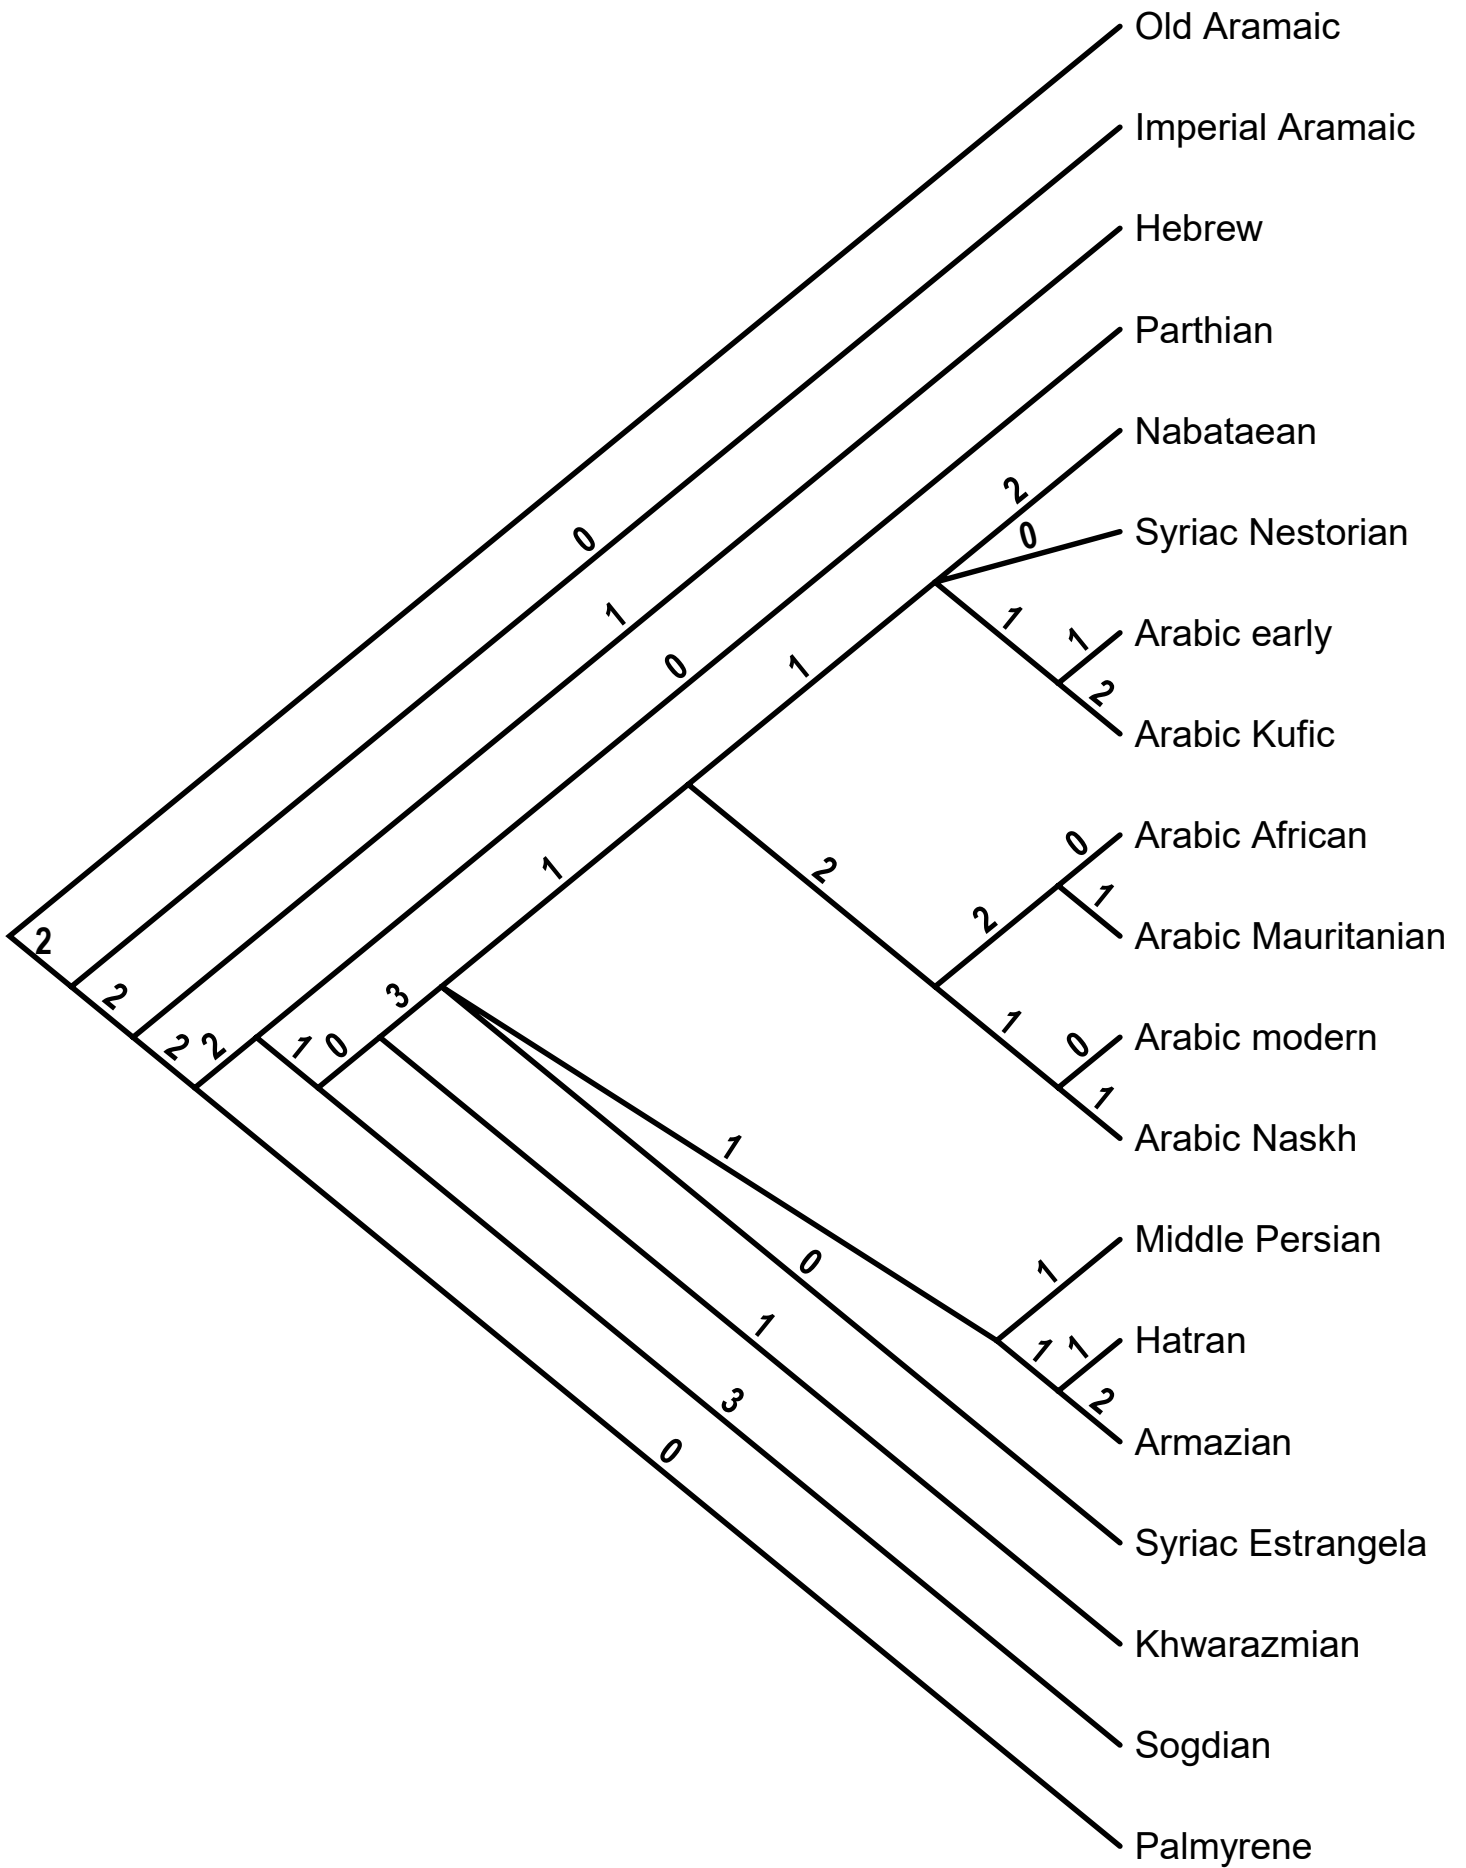 Old Aramaic
Imperial Aramaic
Hebrew
Parthian
Nabataean
2
Syriac Nestorian
0
0
1
1
1
Arabic early
0
1
2
Arabic Kufic
0
Arabic African
1
2
1
2
Arabic Mauritanian
2
2
3
1
0
Arabic modern
2
2
1
0
1
Arabic Naskh
1
Middle Persian
0
1
1
1
1
Hatran
3
2
0
Armazian
Syriac Estrangela
Khwarazmian
Sogdian
Palmyrene